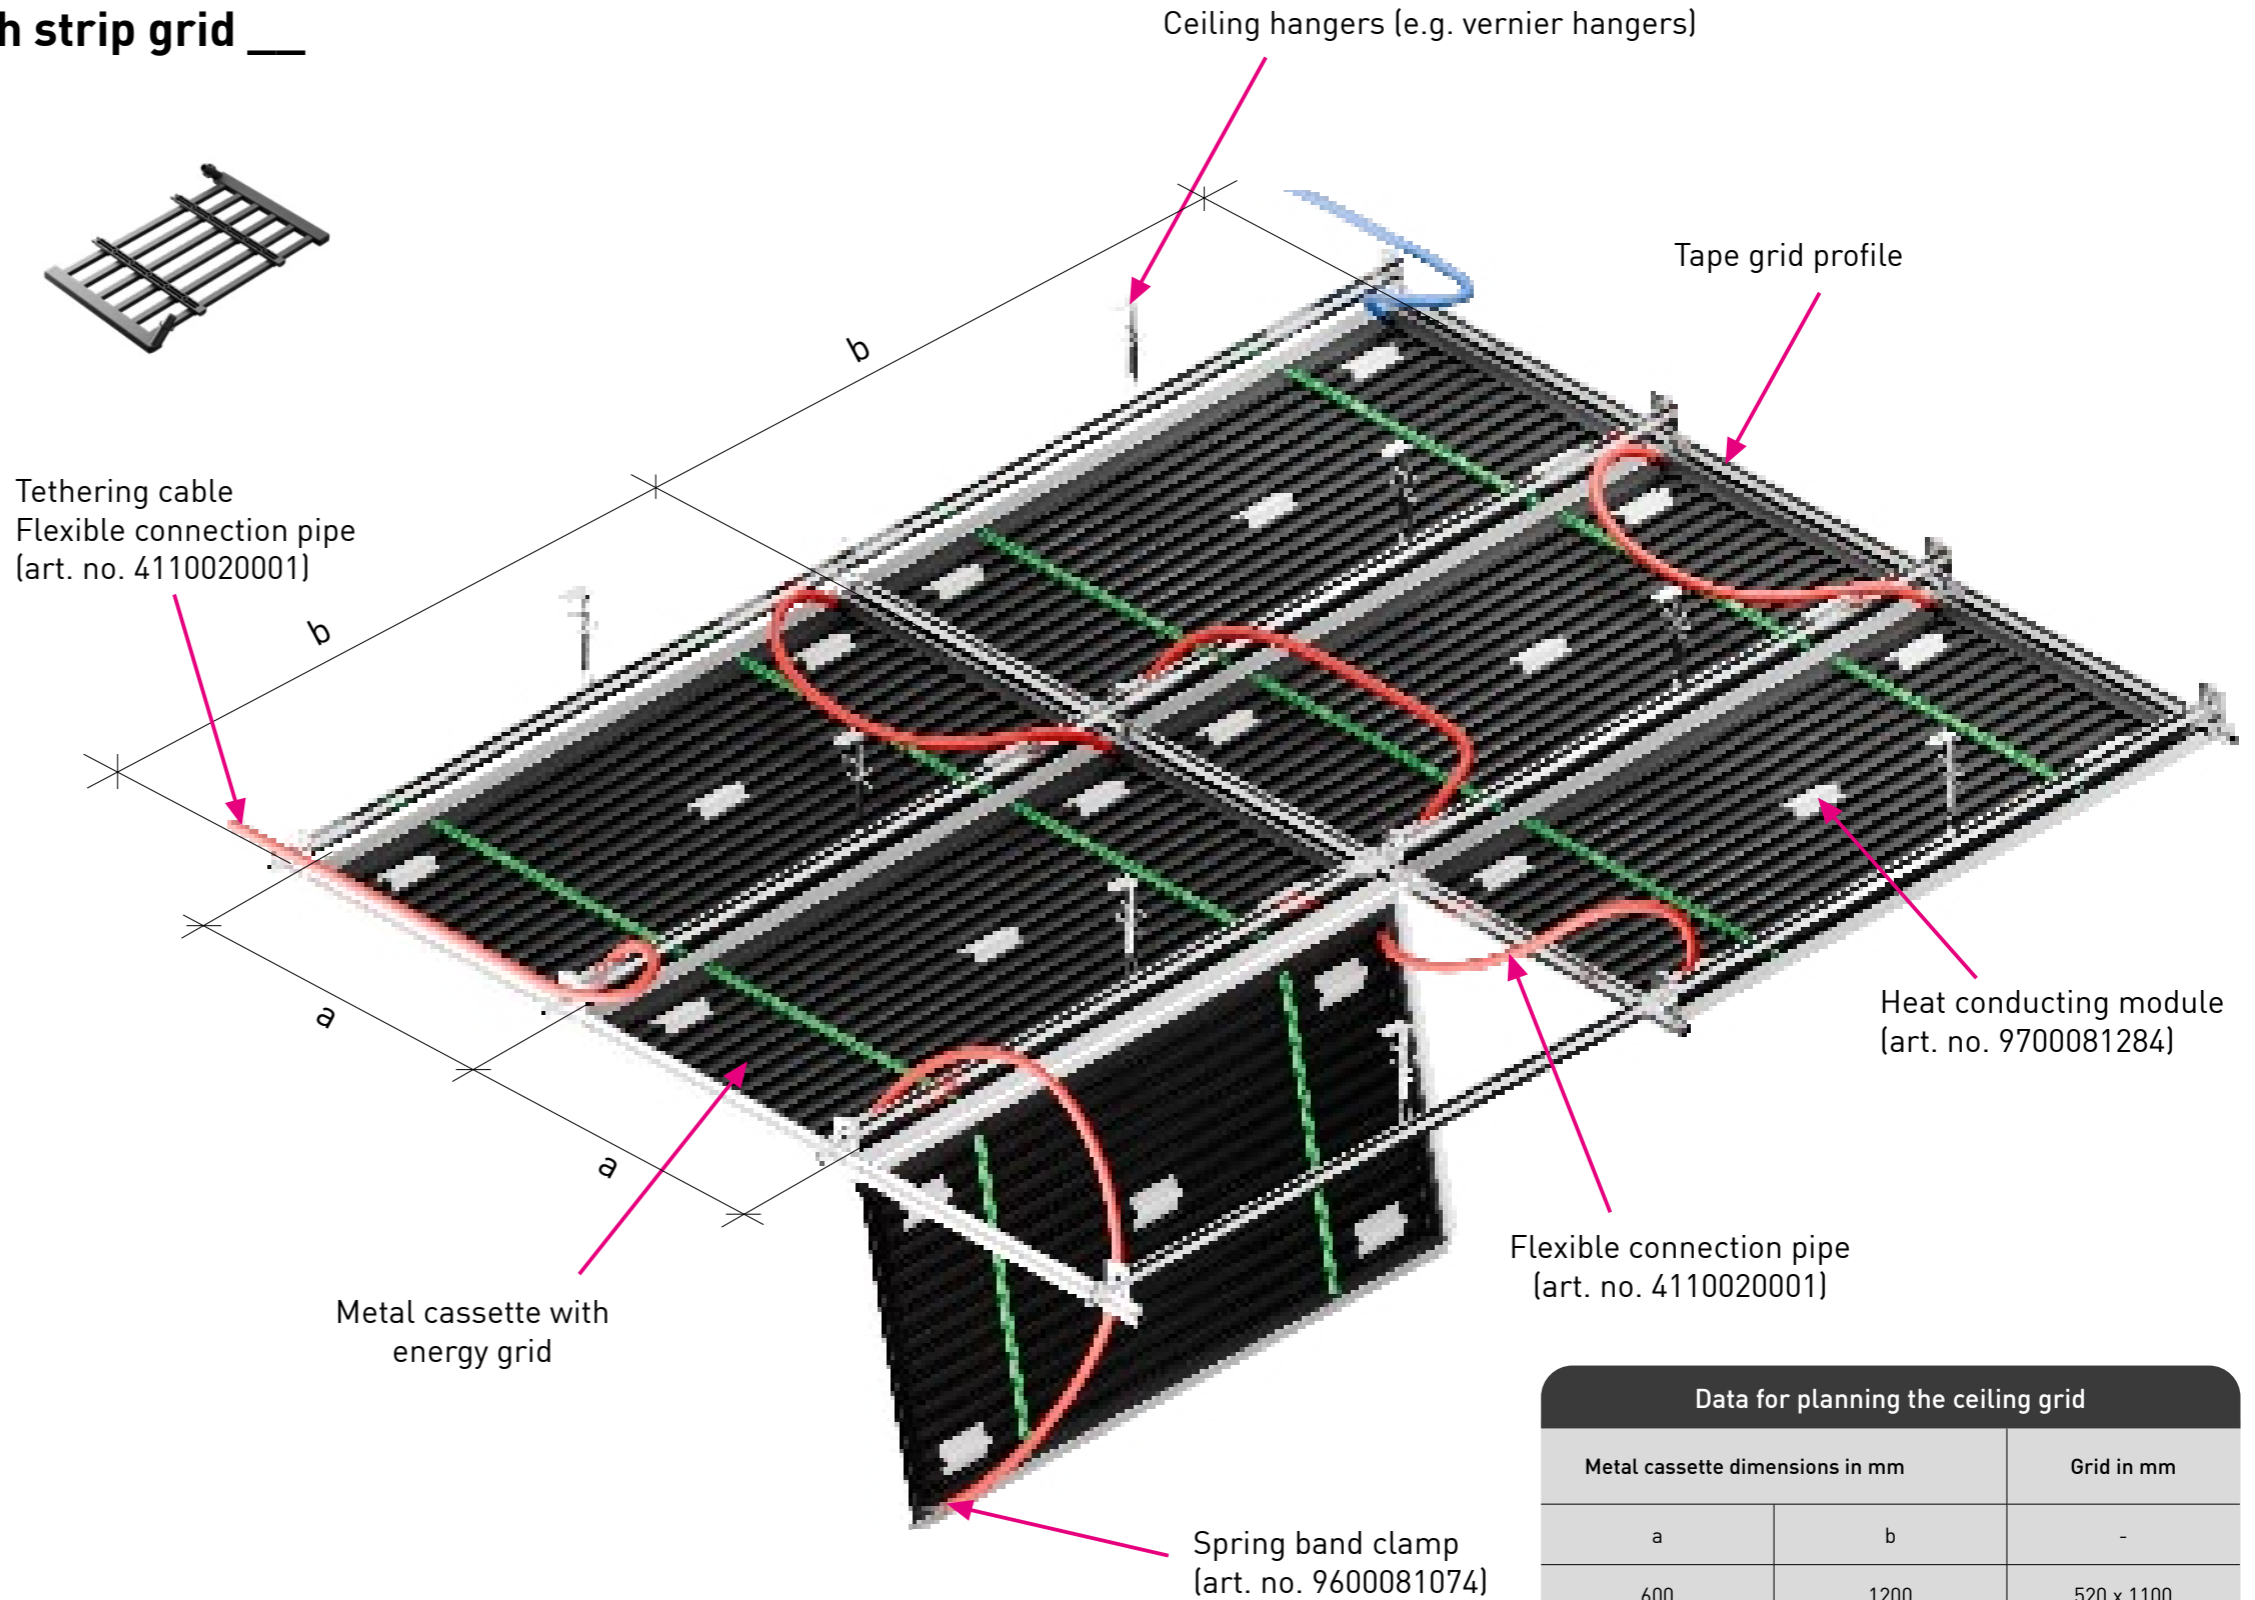 h strip grid __
Ceiling hangers (e.g. vernier hangers)
Tape grid profile
b
Tethering cable
Flexible connection pipe
(art. no. 4110020001)
b
a
a
Heat conducting module
(art. no. 9700081284)
Flexible connection pipe
(art. no. 4110020001)
Metal cassette with
energy grid
Spring band clamp
(art. no. 9600081074)
Data for planning the ceiling grid
Metal cassette dimensions in mm Grid in mm
a b -
600 1200 520 x 1100